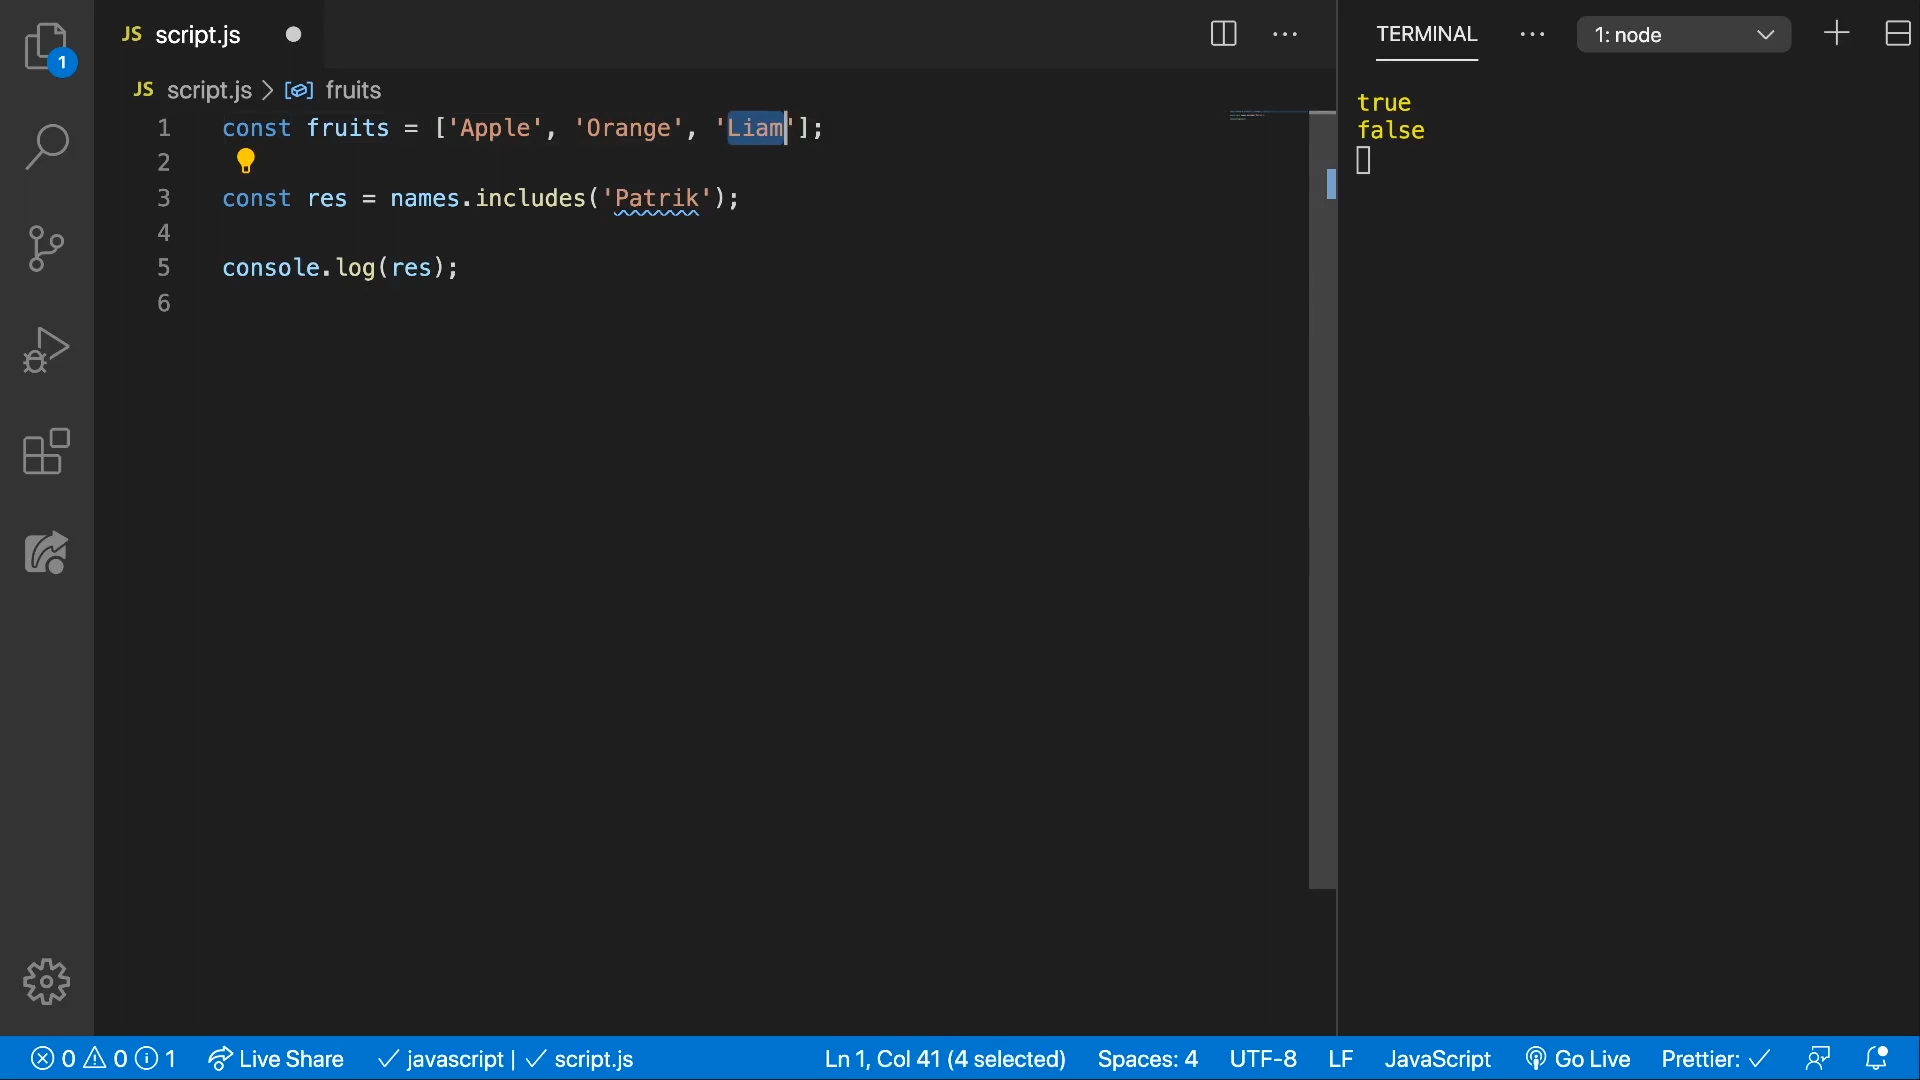 JS script.js
TERMINAL
1: node
1
JS script.js > fruits
1 const fruits = ['Apple', 'Orange', 'Liam'];
2
3 const res = names.includes('Patrik');
4
5 console.log(res);
6
true
false
0 0 1 Live Share javascript | script.js Ln 1, Col 41 (4 selected) Spaces: 4 UTF-8 LF JavaScript Go Live Prettier: